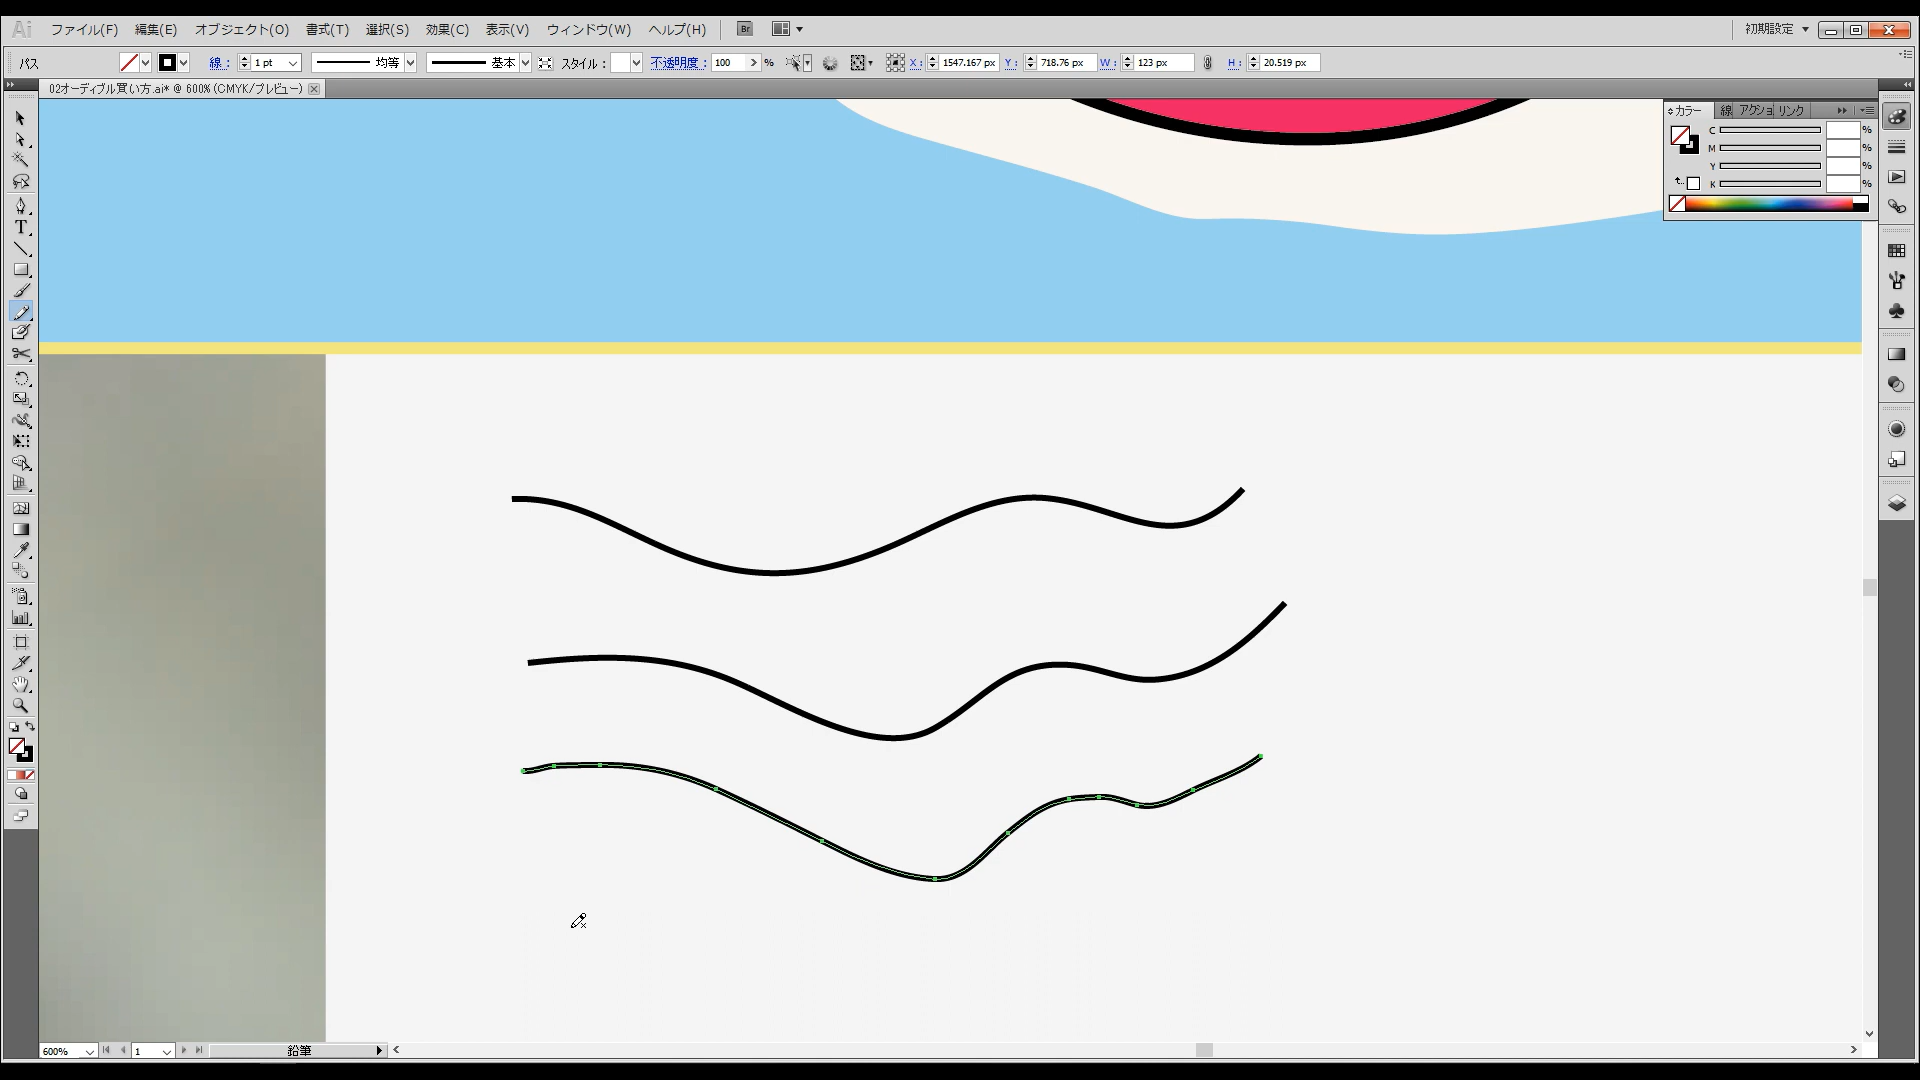 Ai ファイル(F) 編集(E) オブジェクト(O) 書式(T) 選択(S) 効果(C) 表示(V) ウィンドウ(W) ヘルプ(H) Br 初期設定
パス 線: 1 pt 均等 基本 スタイル: 不透明度: 100 % X: 1547.167 px Y: 718.76 px W: 123 px H: 20.519 px
02オーディブル買い方.ai* @ 600% (CMYK/プレビュー)
カラー 線 アクショ リンク
C %
M %
Y %
K %
T
600% 1 鉛筆